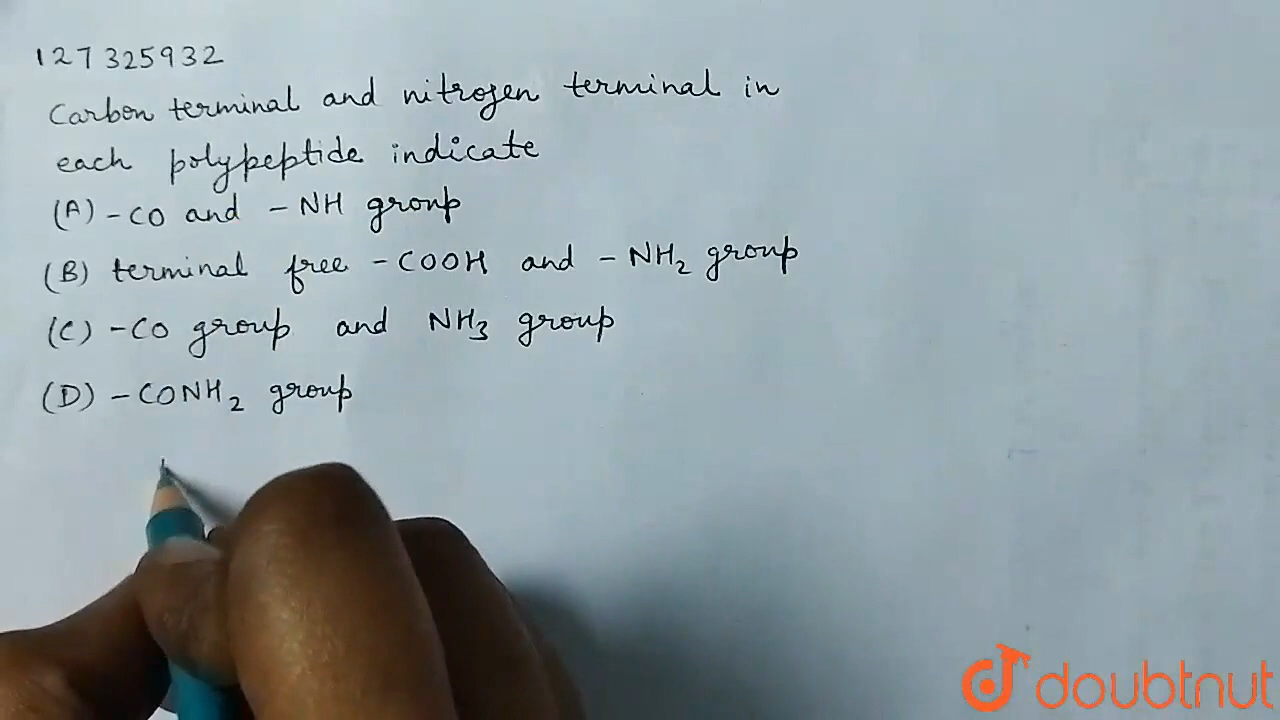 127325932
Carbon terminal and nitrogen terminal in
each polypeptide indicate
(A) -CO and -NH group
(B) terminal free -COOH and -NH₂ group
(C) -CO group and NH₃ group
(D) -CONH₂ group
doubtnut